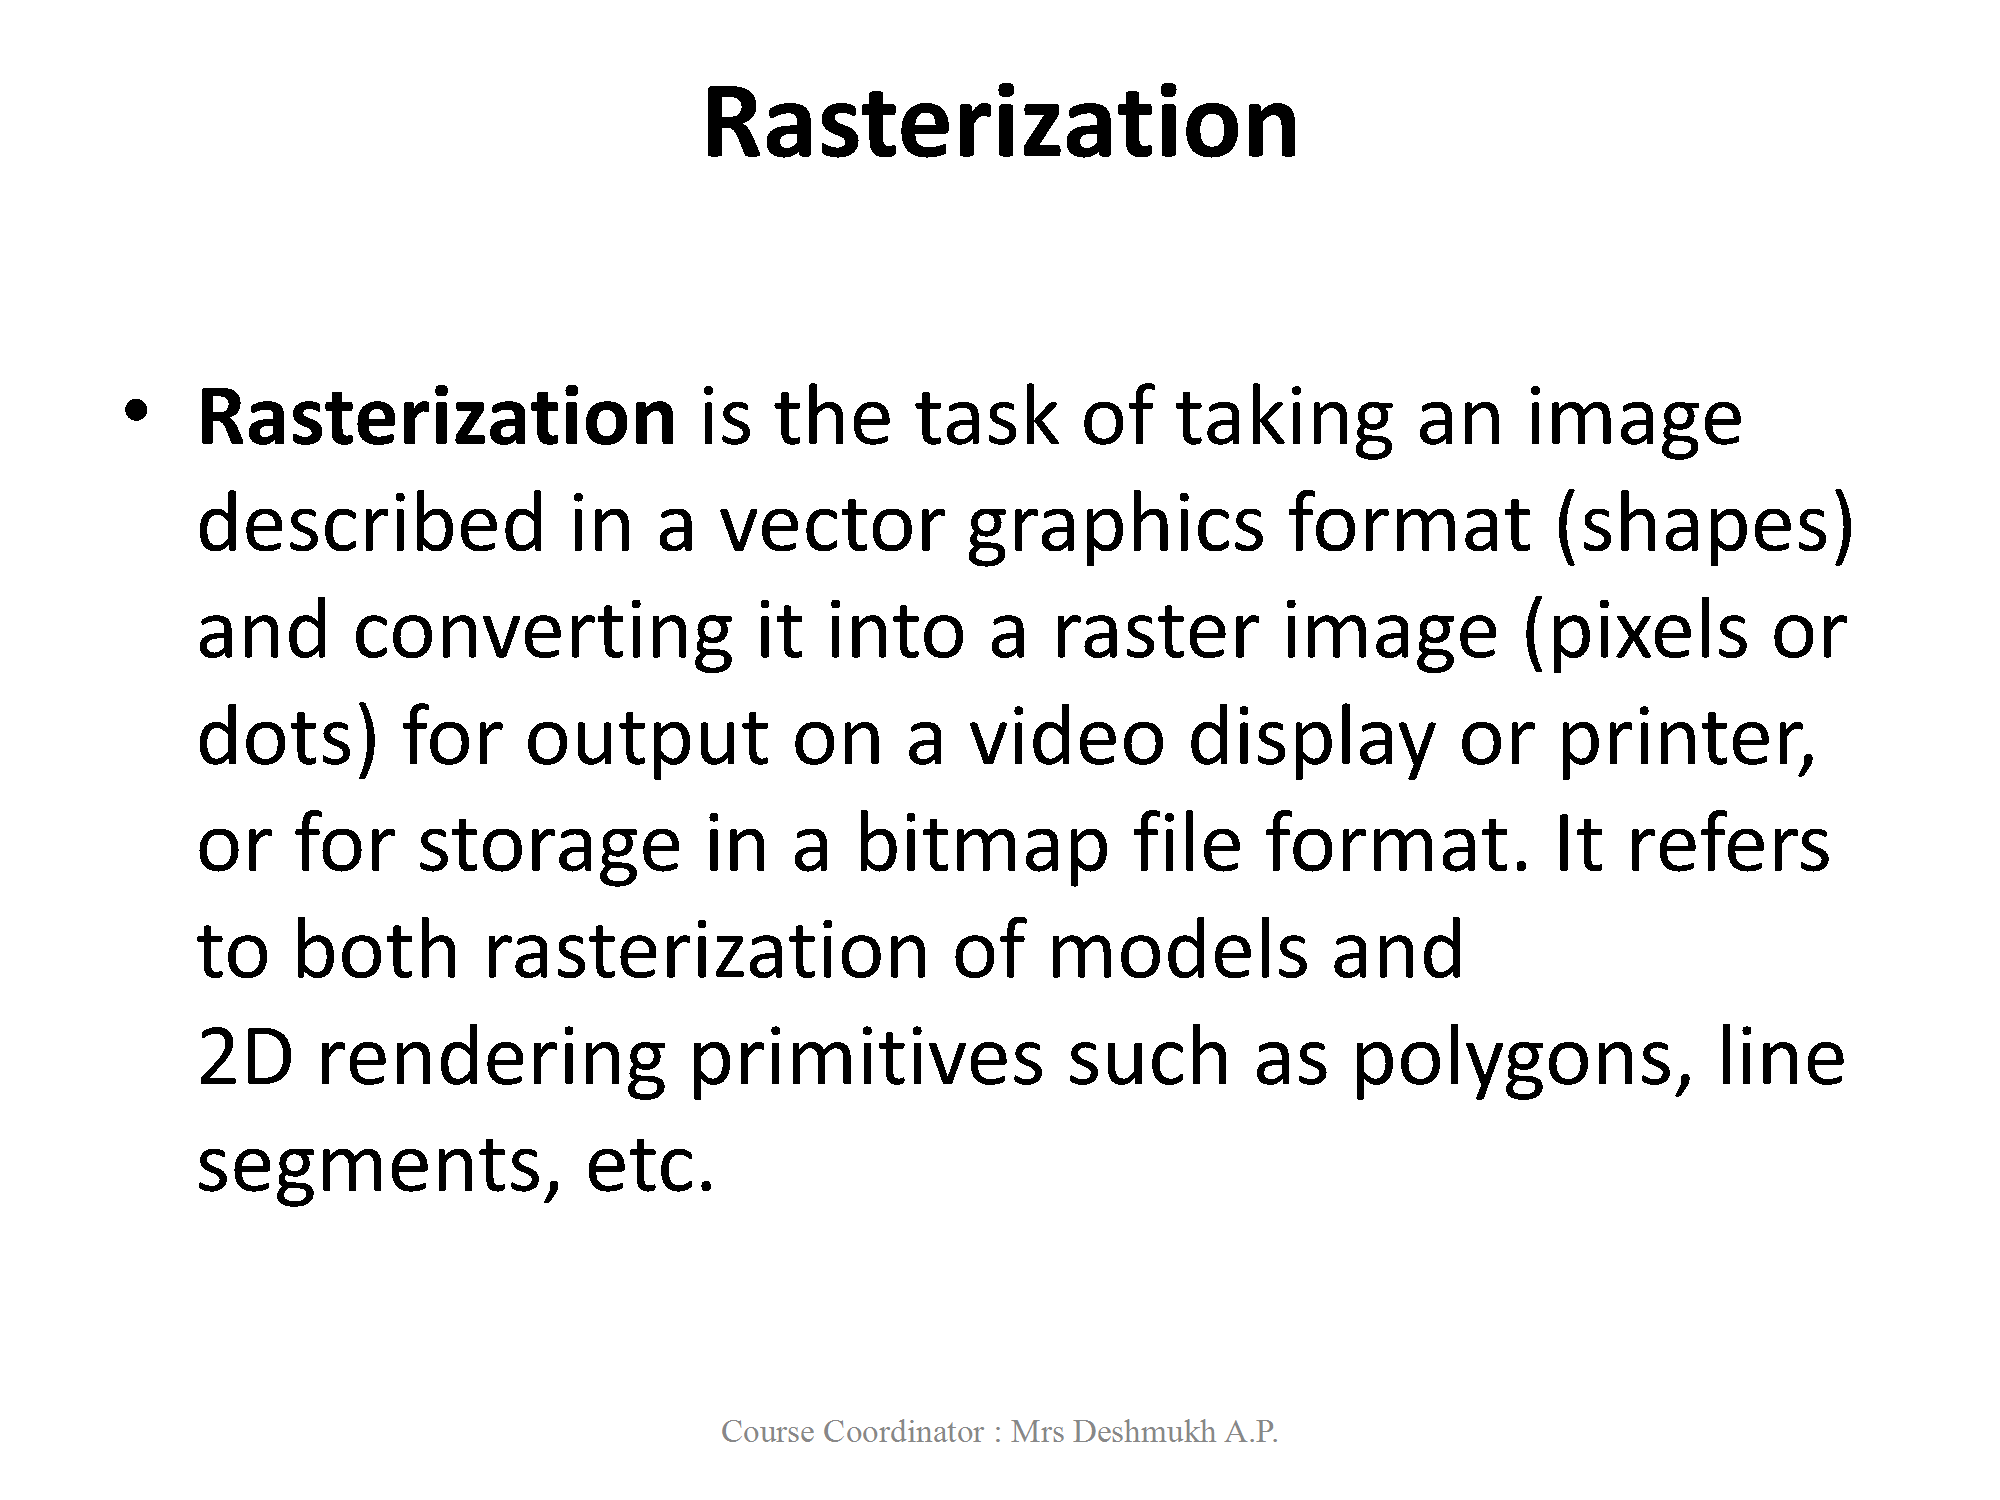 Rasterization
• Rasterization is the task of taking an image
described in a vector graphics format (shapes)
and converting it into a raster image (pixels or
dots) for output on a video display or printer,
or for storage in a bitmap file format. It refers
to both rasterization of models and
2D rendering primitives such as polygons, line
segments, etc.
Course Coordinator : Mrs Deshmukh A.P.